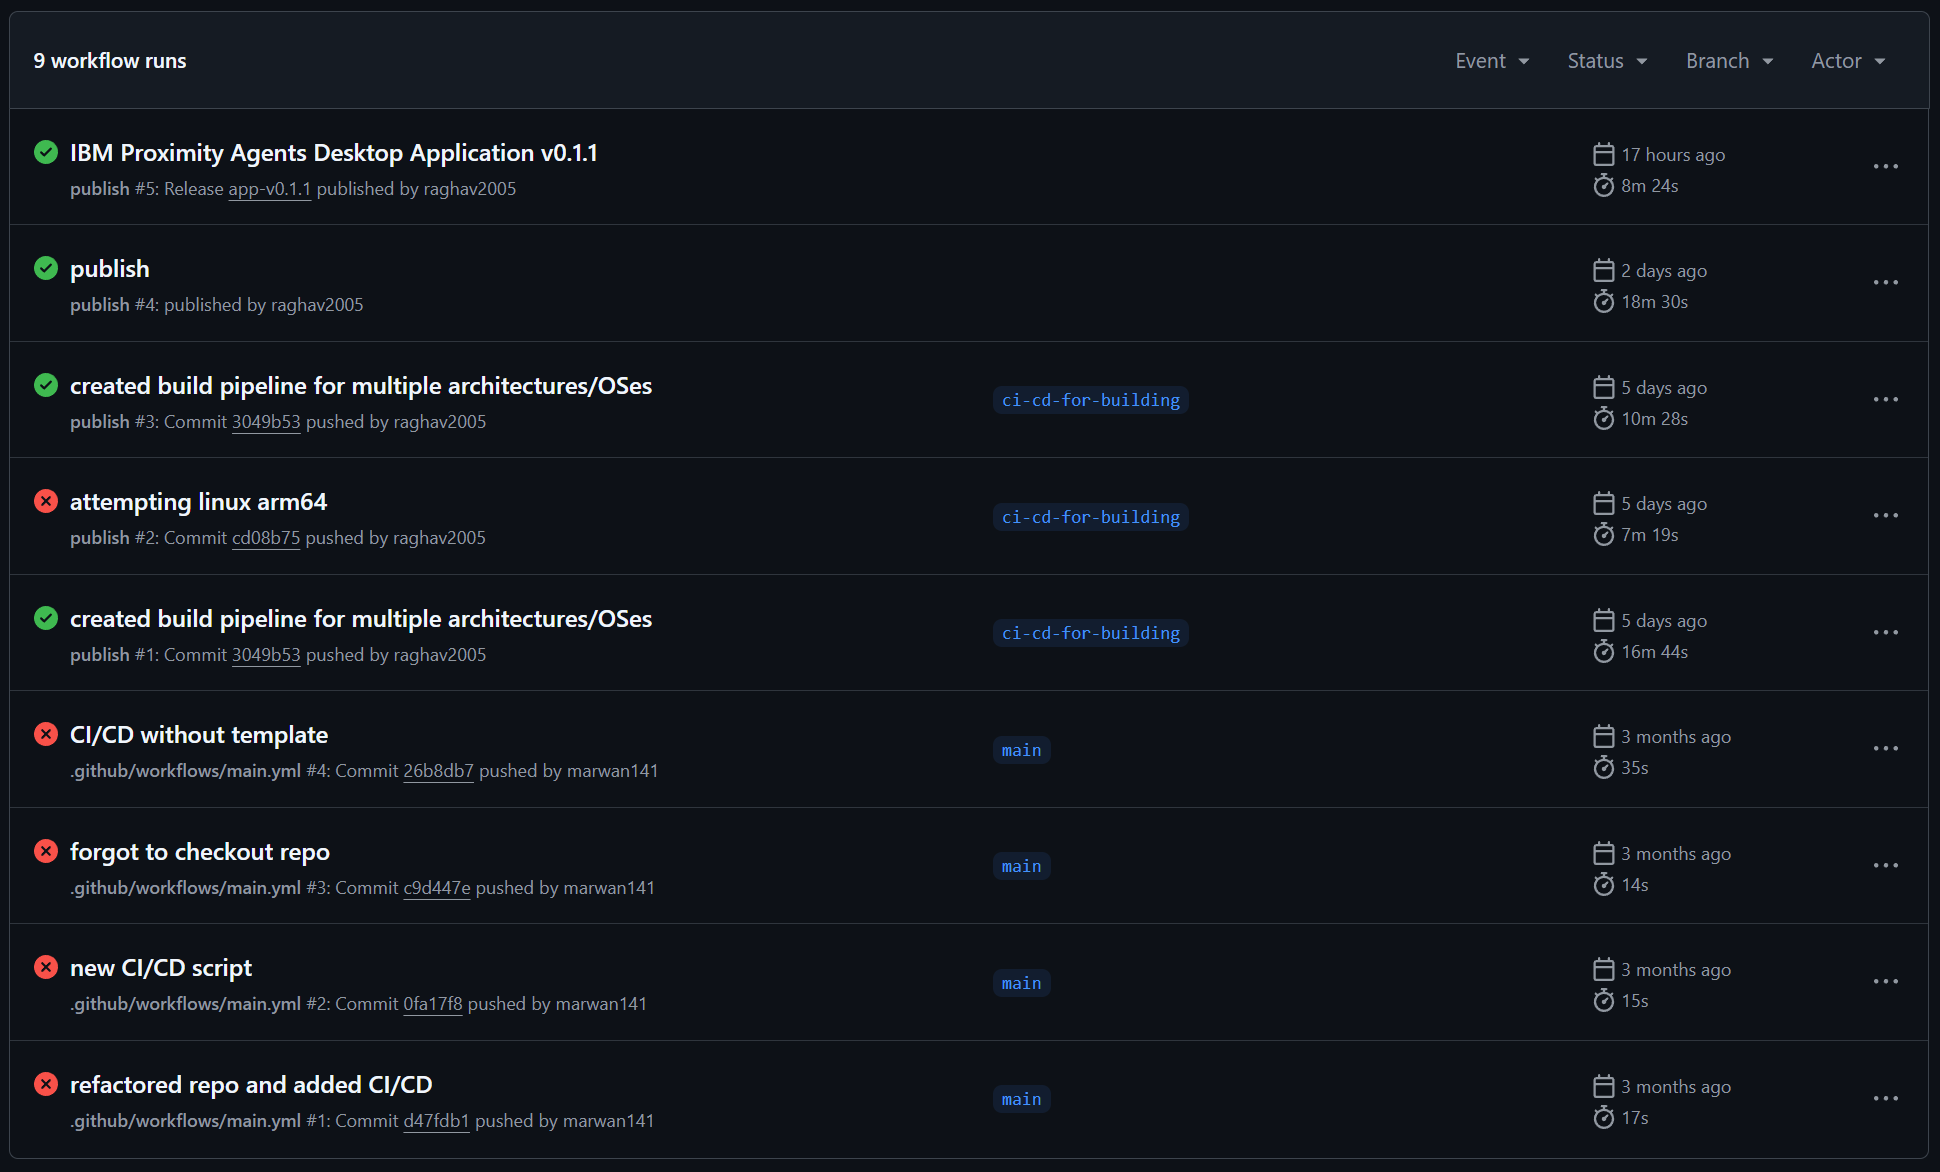 9 workflow runs
Event Status Branch Actor
IBM Proximity Agents Desktop Application v0.1.1
publish #5: Release app-v0.1.1 published by raghav2005
17 hours ago
8m 24s
publish
publish #4: published by raghav2005
2 days ago
18m 30s
created build pipeline for multiple architectures/OSes
publish #3: Commit 3049b53 pushed by raghav2005
ci-cd-for-building
5 days ago
10m 28s
attempting linux arm64
publish #2: Commit cd08b75 pushed by raghav2005
ci-cd-for-building
5 days ago
7m 19s
created build pipeline for multiple architectures/OSes
publish #1: Commit 3049b53 pushed by raghav2005
ci-cd-for-building
5 days ago
16m 44s
CI/CD without template
.github/workflows/main.yml #4: Commit 26b8db7 pushed by marwan141
main
3 months ago
35s
forgot to checkout repo
.github/workflows/main.yml #3: Commit c9d447e pushed by marwan141
main
3 months ago
14s
new CI/CD script
.github/workflows/main.yml #2: Commit 0fa17f8 pushed by marwan141
main
3 months ago
15s
refactored repo and added CI/CD
.github/workflows/main.yml #1: Commit d47fdb1 pushed by marwan141
main
3 months ago
17s